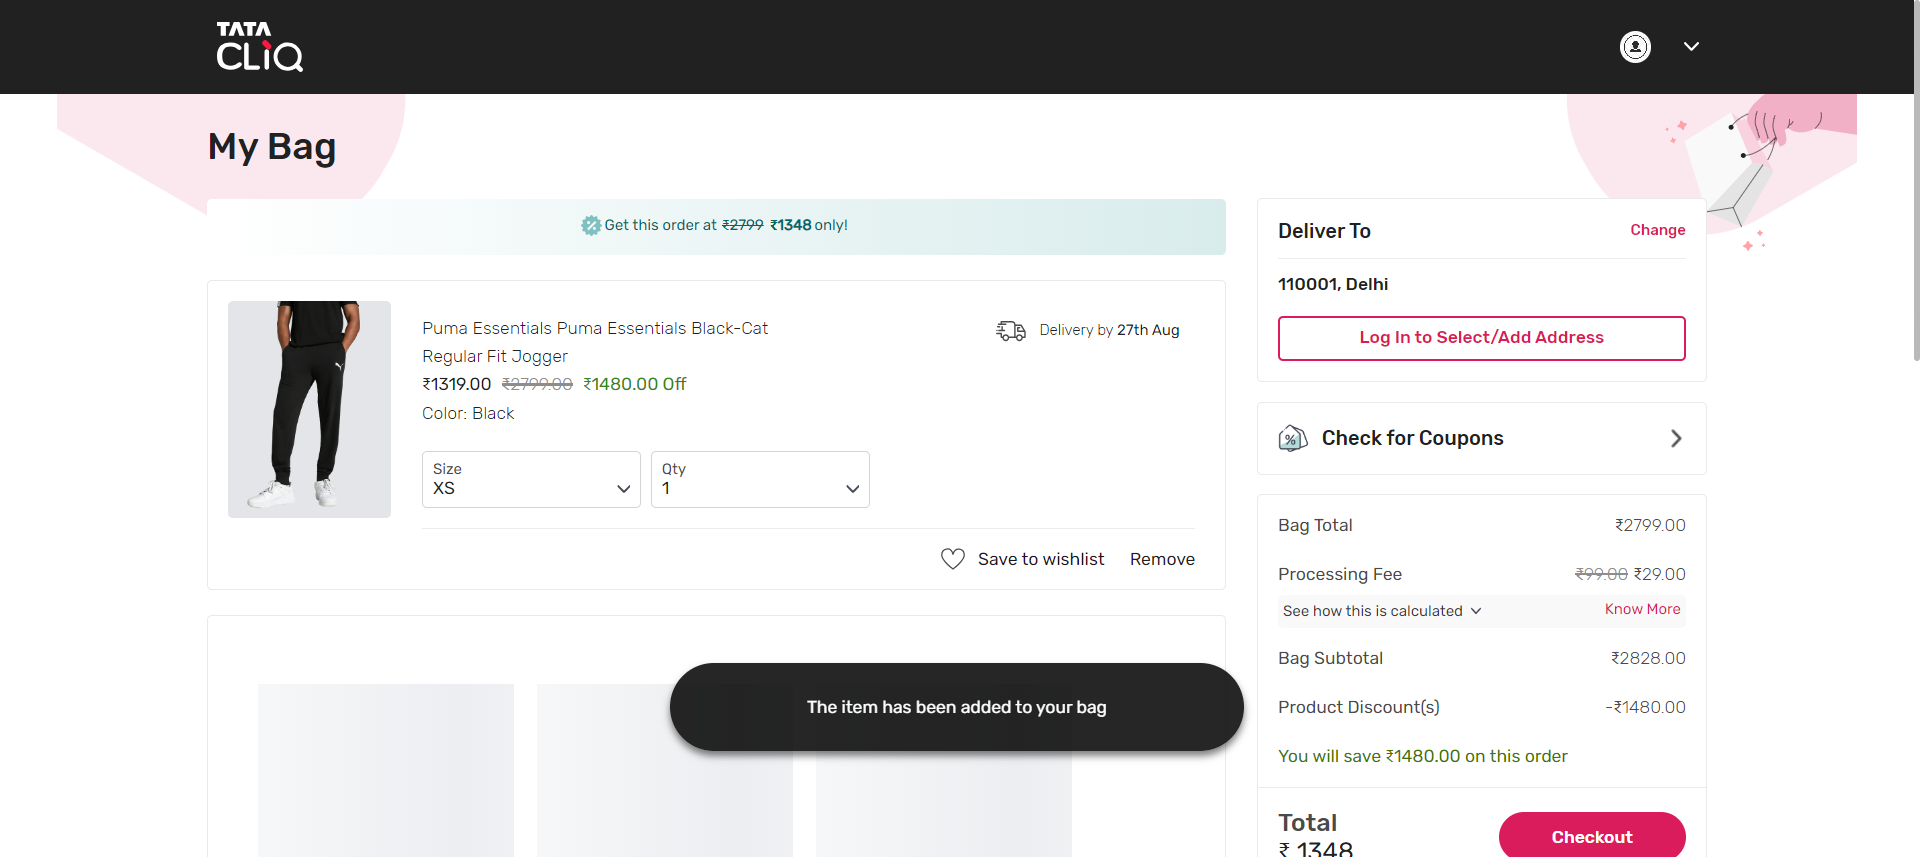 TATA
CLiQ
My Bag
Get this order at ₹2799 ₹1348 only!
Puma Essentials Puma Essentials Black-Cat
Regular Fit Jogger
₹1319.00 ₹2799.00 ₹1480.00 Off
Color: Black
Delivery by 27th Aug
Size
XS
Qty
1
Save to wishlist
Remove
The item has been added to your bag
Deliver To
Change
110001, Delhi
Log In to Select/Add Address
Check for Coupons
Bag Total ₹2799.00
Processing Fee ₹99.00 ₹29.00
See how this is calculated Know More
Bag Subtotal ₹2828.00
Product Discount(s) -₹1480.00
You will save ₹1480.00 on this order
Total
₹ 1348
Checkout